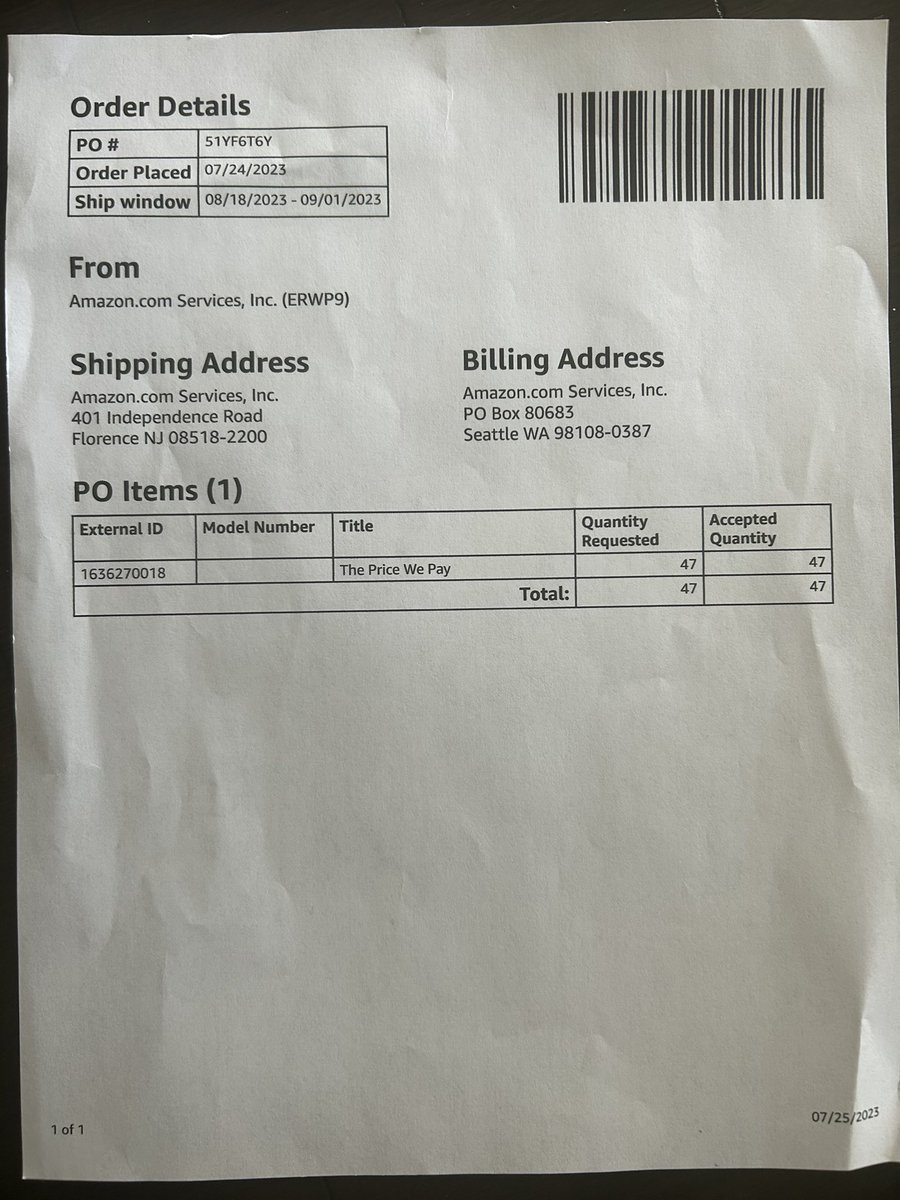 Order Details
PO # 51YF6T6Y
Order Placed 07/24/2023
Ship window 08/18/2023 - 09/01/2023
From
Amazon.com Services, Inc. (ERWP9)
Shipping Address
Amazon.com Services, Inc.
401 Independence Road
Florence NJ 08518-2200
Billing Address
Amazon.com Services, Inc.
PO Box 80683
Seattle WA 98108-0387
PO Items (1)
External ID Model Number Title Quantity Requested Accepted Quantity
1636270018 The Price We Pay 47 47
Total: 47 47
1 of 1
07/25/2023